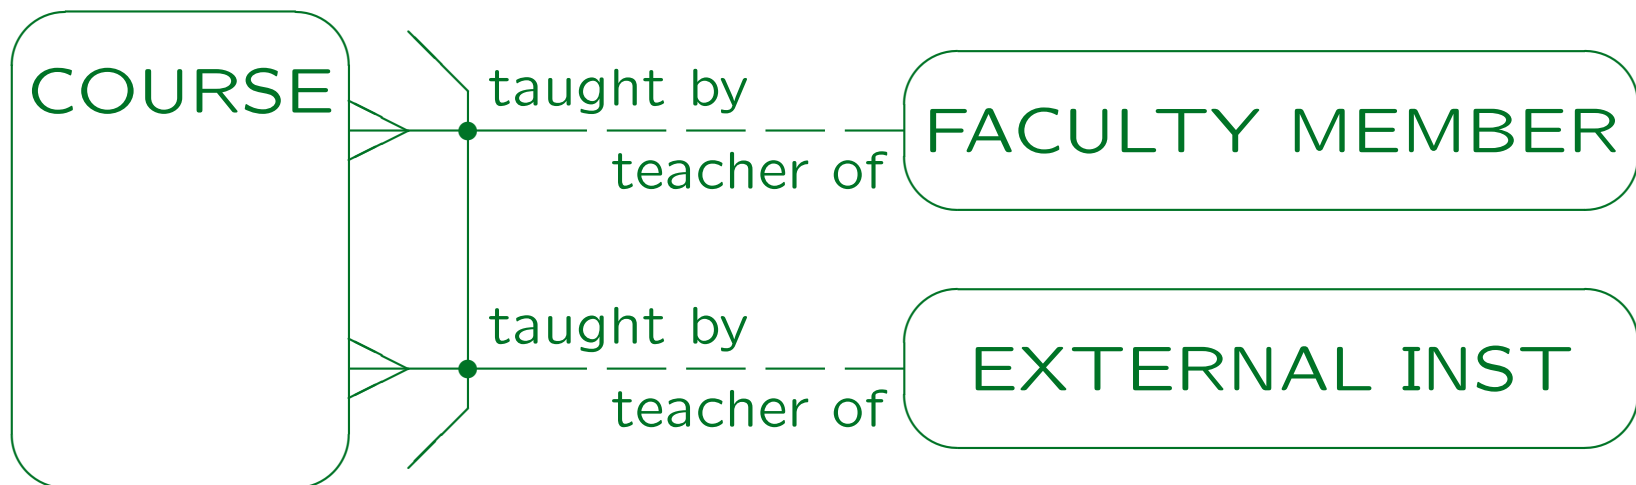 COURSE
taught by
teacher of
FACULTY MEMBER
taught by
teacher of
EXTERNAL INST